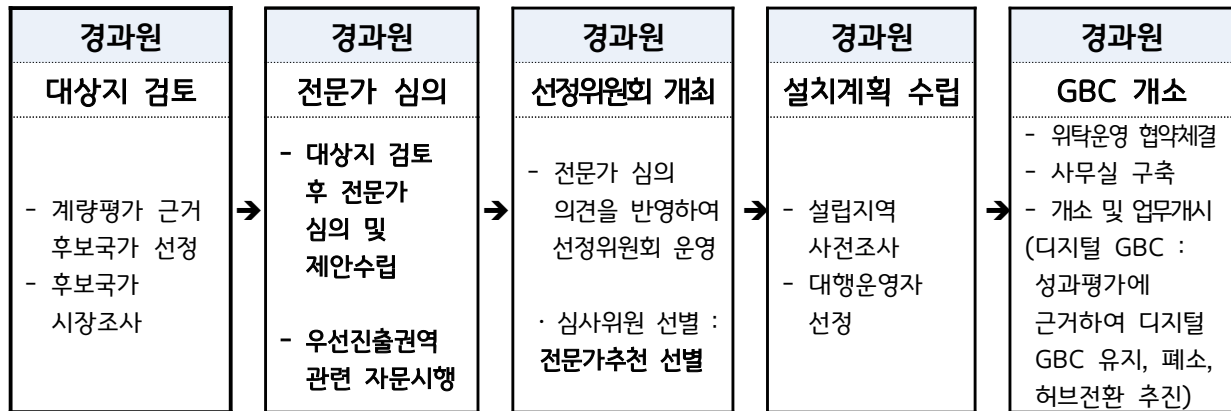 경과원
대상지 검토
- 계량평가 근거
후보국가 선정
- 후보국가
시장조사
➔
경과원
전문가 심의
- 대상지 검토
후 전문가
심의 및
제안수립
- 우선진출권역
관련 자문시행
➔
경과원
선정위원회 개최
- 전문가 심의
의견을 반영하여
선정위원회 운영
· 심사위원 선별 :
전문가추천 선별
➔
경과원
설치계획 수립
- 설립지역
사전조사
- 대행운영자
선정
➔
경과원
GBC 개소
- 위탁운영 협약체결
- 사무실 구축
- 개소 및 업무개시
(디지털 GBC :
성과평가에
근거하여 디지털
GBC 유지, 폐소,
허브전환 추진)